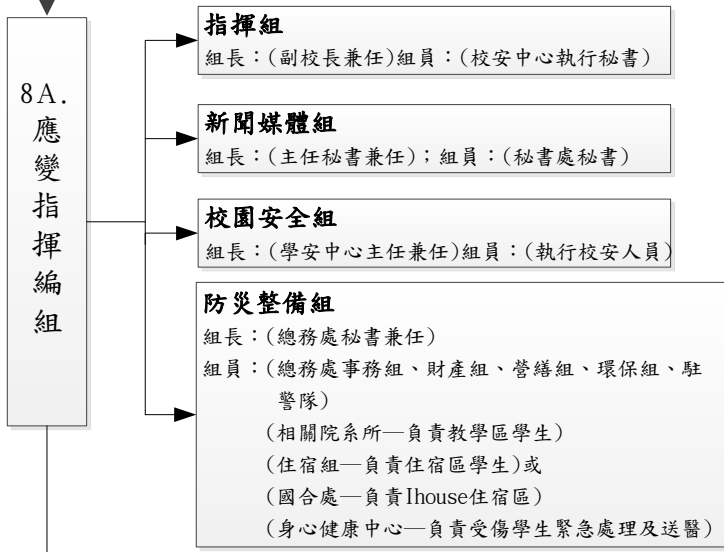 8A.
應
變
指
揮
編
組
指揮組
組長：(副校長兼任)組員：(校安中心執行秘書)
新聞媒體組
組長：(主任秘書兼任)；組員：(秘書處秘書)
校園安全組
組長：(學安中心主任兼任)組員：(執行校安人員)
防災整備組
組長：(總務處秘書兼任)
組員：(總務處事務組、財產組、營繕組、環保組、駐
警隊)
(相關院系所—負責教學區學生)
(住宿組—負責住宿區學生)或
(國合處—負責Ihouse住宿區)
(身心健康中心—負責受傷學生緊急處理及送醫)